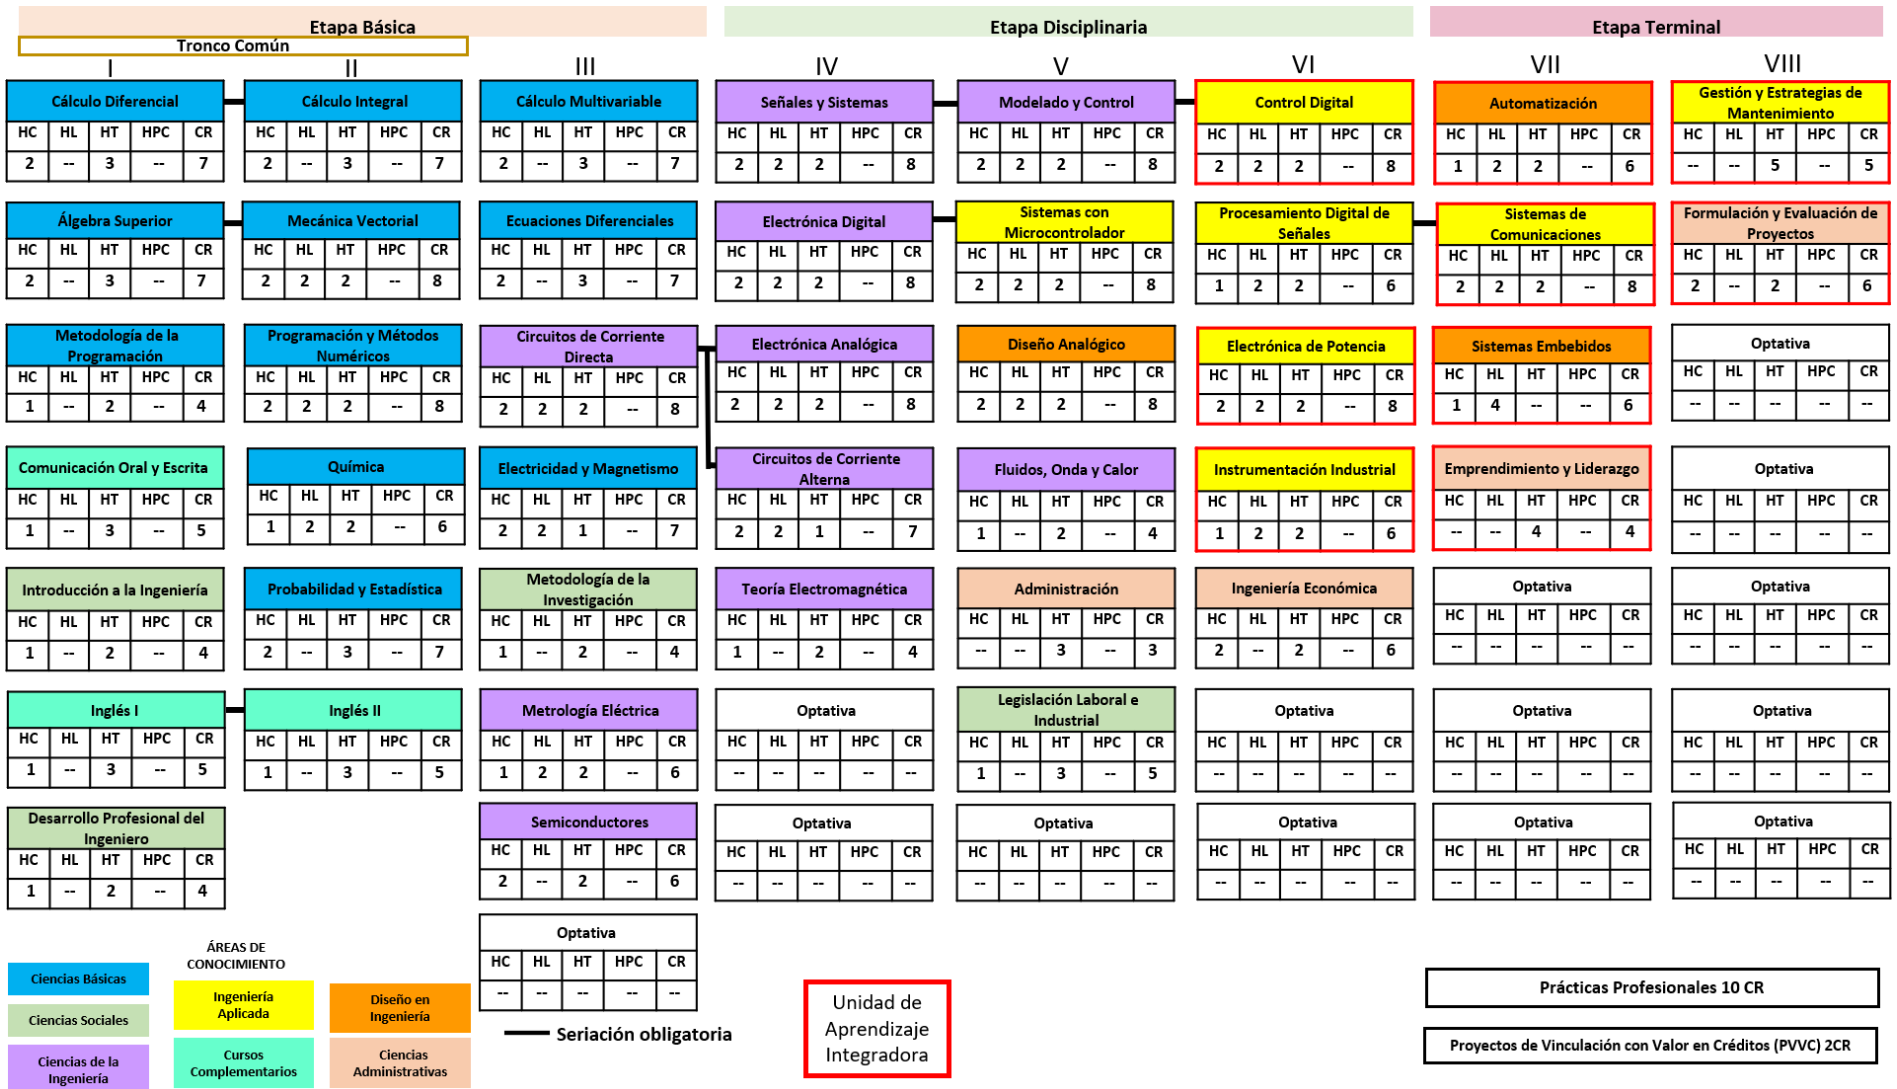 Etapa Básica
Etapa Disciplinaria
Etapa Terminal
Tronco Común
I
II
III
IV
V
VI
VII
VIII
Cálculo Diferencial
HC HL HT HPC CR
2 -- 3 -- 7
Cálculo Integral
HC HL HT HPC CR
2 -- 3 -- 7
Cálculo Multivariable
HC HL HT HPC CR
2 -- 3 -- 7
Señales y Sistemas
HC HL HT HPC CR
2 2 2 -- 8
Modelado y Control
HC HL HT HPC CR
2 2 2 -- 8
Control Digital
HC HL HT HPC CR
2 2 2 -- 8
Automatización
HC HL HT HPC CR
1 2 2 -- 6
Gestión y Estrategias de
Mantenimiento
HC HL HT HPC CR
-- -- 5 -- 5
Álgebra Superior
HC HL HT HPC CR
2 -- 3 -- 7
Mecánica Vectorial
HC HL HT HPC CR
2 2 2 -- 8
Ecuaciones Diferenciales
HC HL HT HPC CR
2 -- 3 -- 7
Electrónica Digital
HC HL HT HPC CR
2 2 2 -- 8
Sistemas con
Microcontrolador
HC HL HT HPC CR
2 2 2 -- 8
Procesamiento Digital de
Señales
HC HL HT HPC CR
1 2 2 -- 6
Sistemas de
Comunicaciones
HC HL HT HPC CR
2 2 2 -- 8
Formulación y Evaluación de
Proyectos
HC HL HT HPC CR
2 -- 2 -- 6
Metodología de la
Programación
HC HL HT HPC CR
1 -- 2 -- 4
Programación y Métodos
Numéricos
HC HL HT HPC CR
2 2 2 -- 8
Circuitos de Corriente
Directa
HC HL HT HPC CR
2 2 2 -- 8
Electrónica Analógica
HC HL HT HPC CR
2 2 2 -- 8
Diseño Analógico
HC HL HT HPC CR
2 2 2 -- 8
Electrónica de Potencia
HC HL HT HPC CR
2 2 2 -- 8
Sistemas Embebidos
HC HL HT HPC CR
1 4 -- -- 6
Optativa
HC HL HT HPC CR
-- -- -- -- --
Comunicación Oral y Escrita
HC HL HT HPC CR
1 -- 3 -- 5
Química
HC HL HT HPC CR
1 2 2 -- 6
Electricidad y Magnetismo
HC HL HT HPC CR
2 2 1 -- 7
Circuitos de Corriente
Alterna
HC HL HT HPC CR
2 2 1 -- 7
Fluidos, Onda y Calor
HC HL HT HPC CR
1 -- 2 -- 4
Instrumentación Industrial
HC HL HT HPC CR
1 2 2 -- 6
Emprendimiento y Liderazgo
HC HL HT HPC CR
-- -- 4 -- 4
Optativa
HC HL HT HPC CR
-- -- -- -- --
Introducción a la Ingeniería
HC HL HT HPC CR
1 -- 2 -- 4
Probabilidad y Estadística
HC HL HT HPC CR
2 -- 3 -- 7
Metodología de la
Investigación
HC HL HT HPC CR
1 -- 2 -- 4
Teoría Electromagnética
HC HL HT HPC CR
1 -- 2 -- 4
Administración
HC HL HT HPC CR
-- -- 3 -- 3
Ingeniería Económica
HC HL HT HPC CR
2 -- 2 -- 6
Optativa
HC HL HT HPC CR
-- -- -- -- --
Optativa
HC HL HT HPC CR
-- -- -- -- --
Inglés I
HC HL HT HPC CR
1 -- 3 -- 5
Inglés II
HC HL HT HPC CR
1 -- 3 -- 5
Metrología Eléctrica
HC HL HT HPC CR
1 2 2 -- 6
Optativa
HC HL HT HPC CR
-- -- -- -- --
Legislación Laboral e
Industrial
HC HL HT HPC CR
1 -- 3 -- 5
Optativa
HC HL HT HPC CR
-- -- -- -- --
Optativa
HC HL HT HPC CR
-- -- -- -- --
Optativa
HC HL HT HPC CR
-- -- -- -- --
Desarrollo Profesional del
Ingeniero
HC HL HT HPC CR
1 -- 2 -- 4
Semiconductores
HC HL HT HPC CR
2 -- 2 -- 6
Optativa
HC HL HT HPC CR
-- -- -- -- --
Optativa
HC HL HT HPC CR
-- -- -- -- --
Optativa
HC HL HT HPC CR
-- -- -- -- --
Optativa
HC HL HT HPC CR
-- -- -- -- --
Optativa
HC HL HT HPC CR
-- -- -- -- --
Optativa
HC HL HT HPC CR
-- -- -- -- --
ÁREAS DE
CONOCIMIENTO
Ciencias Básicas
Ciencias Sociales
Ciencias de la
Ingeniería
Ingeniería
Aplicada
Cursos
Complementarios
Diseño en
Ingeniería
Ciencias
Administrativas
Seriación obligatoria
Unidad de
Aprendizaje
Integradora
Prácticas Profesionales 10 CR
Proyectos de Vinculación con Valor en Créditos (PVVC) 2CR